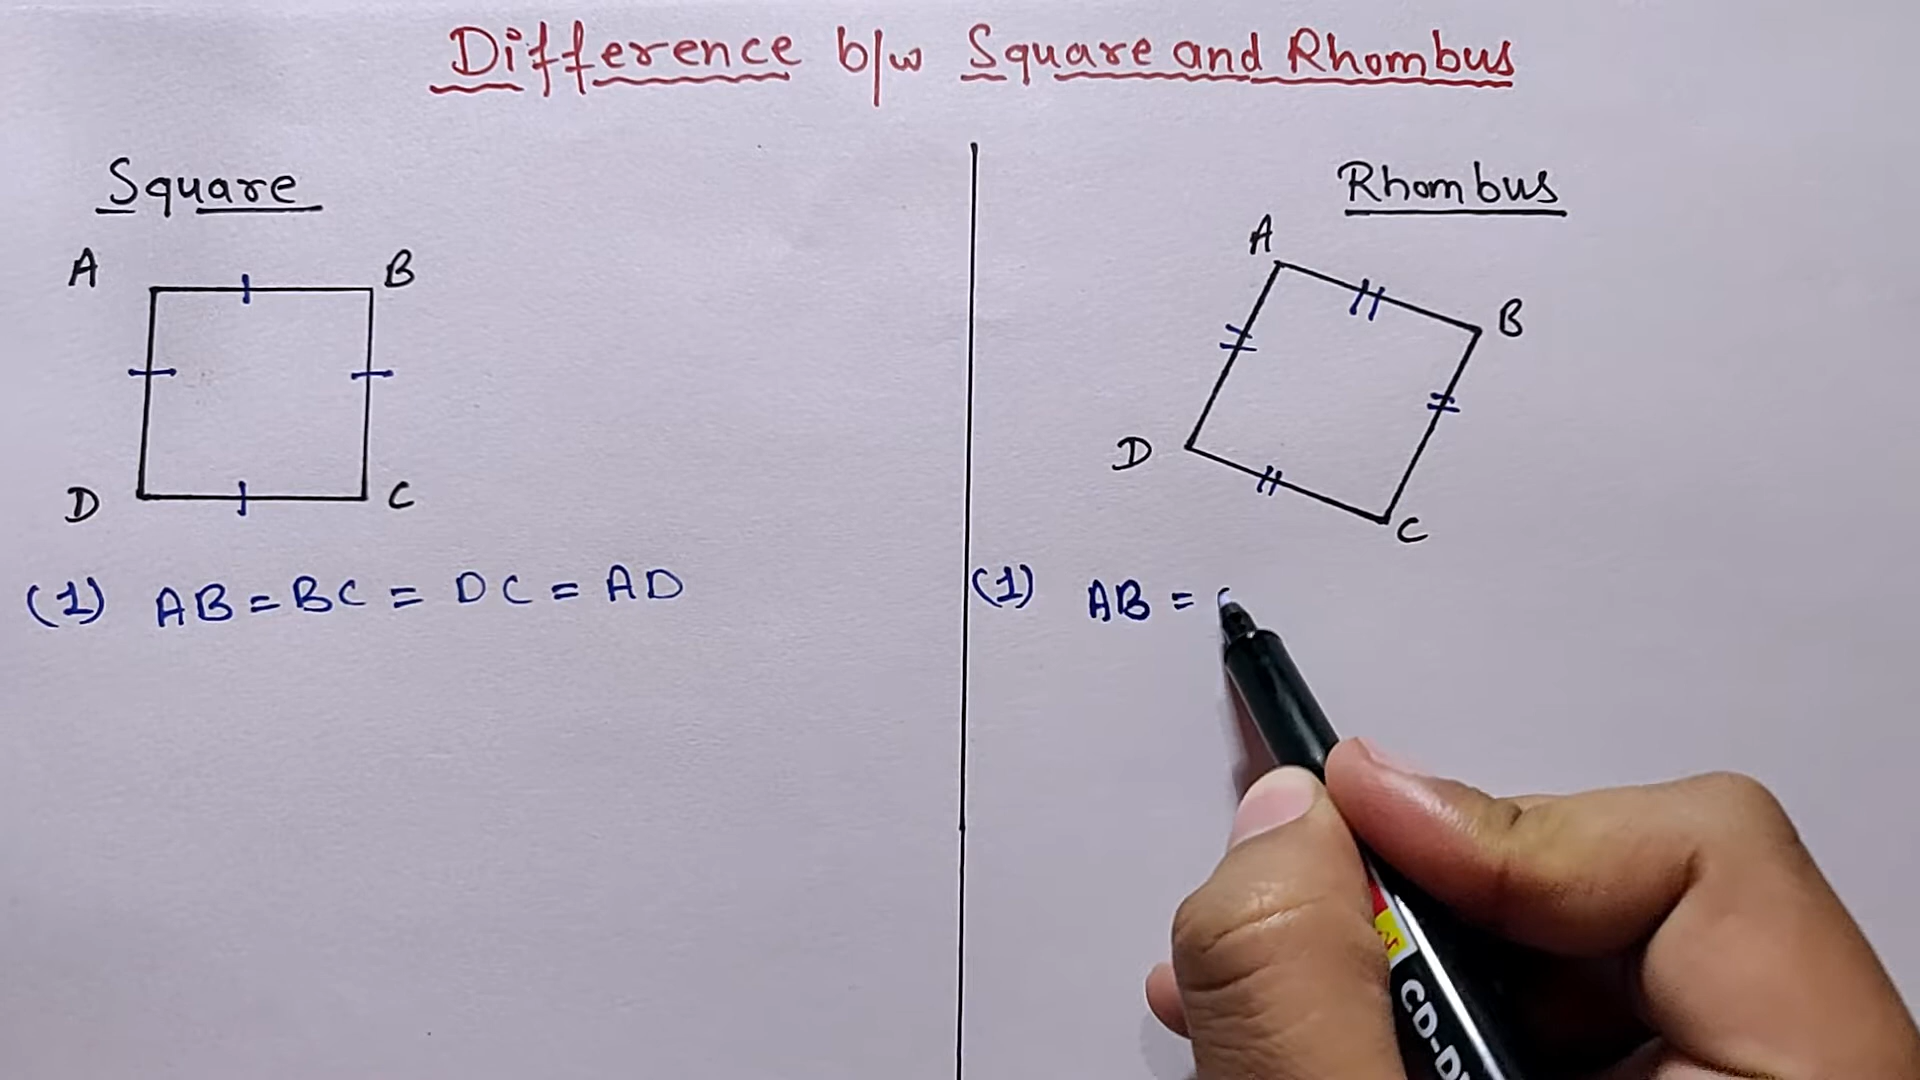 Difference b/w Square and Rhombus
Square
A B
D C
(1) AB = BC = DC = AD
Rhombus
A
B
D
C
(1) AB =